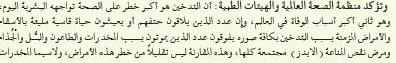 وتؤكد منظمة الصحة العالمية والهيئات الطبية: أن التدخين هو أكبر خطر على الصحة تواجهه البشرية اليوم،
وهو ثاني أكبر أسباب الوفاة في العالم، وإن عدد الذين يلاقون حتفهم أو يعيشون حياة قاسية مليئة بالأسقام
والأمراض المزمنة بسبب التدخين بكافة صوره يفوقون عدد الذين يموتون بسبب المخدرات والطاعون والسل والجذام
ومرض نقص المناعة (الايدز) مجتمعة كلها، وهذه المقارنة ليس تقليلاً من خطر هذه الأمراض، ولاسيما المخدرات